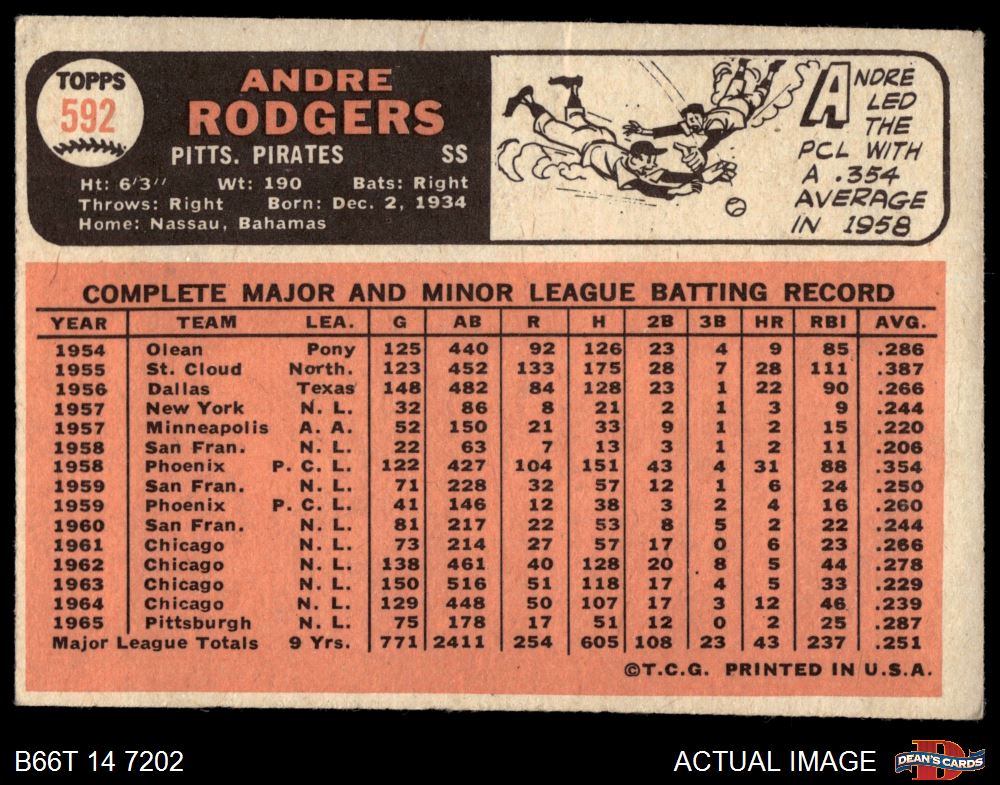 TOPPS
592
ANDRE
RODGERS
PITTS. PIRATES SS
Ht: 6'3" Wt: 190 Bats: Right
Throws: Right Born: Dec. 2, 1934
Home: Nassau, Bahamas
ANDRE
LED
THE
PCL WITH
A .354
AVERAGE
IN 1958
COMPLETE MAJOR AND MINOR LEAGUE BATTING RECORD
YEAR TEAM LEA. G AB R H 2B 3B HR RBI AVG.
1954 Olean Pony 125 440 92 126 23 4 9 85 .286
1955 St. Cloud North. 123 452 133 175 28 7 28 111 .387
1956 Dallas Texas 148 482 84 128 23 1 22 90 .266
1957 New York N. L. 32 86 8 21 2 1 3 9 .244
1957 Minneapolis A. A. 52 150 21 33 9 1 2 15 .220
1958 San Fran. N. L. 22 63 7 13 3 1 2 11 .206
1958 Phoenix P. C. L. 122 427 104 151 43 4 31 88 .354
1959 San Fran. N. L. 71 228 32 57 12 1 6 24 .250
1959 Phoenix P. C. L. 41 146 12 38 3 2 4 16 .260
1960 San Fran. N. L. 81 217 22 53 8 5 2 22 .244
1961 Chicago N. L. 73 214 27 57 17 0 6 23 .266
1962 Chicago N. L. 138 461 40 128 20 8 5 44 .278
1963 Chicago N. L. 150 516 51 118 17 4 5 33 .229
1964 Chicago N. L. 129 448 50 107 17 3 12 46 .239
1965 Pittsburgh N. L. 75 178 17 51 12 0 2 25 .287
Major League Totals 9 Yrs. 771 2411 254 605 108 23 43 237 .251
©T.C.G. PRINTED IN U.S.A.
B66T 14 7202
ACTUAL IMAGE
DEAN'S CARDS